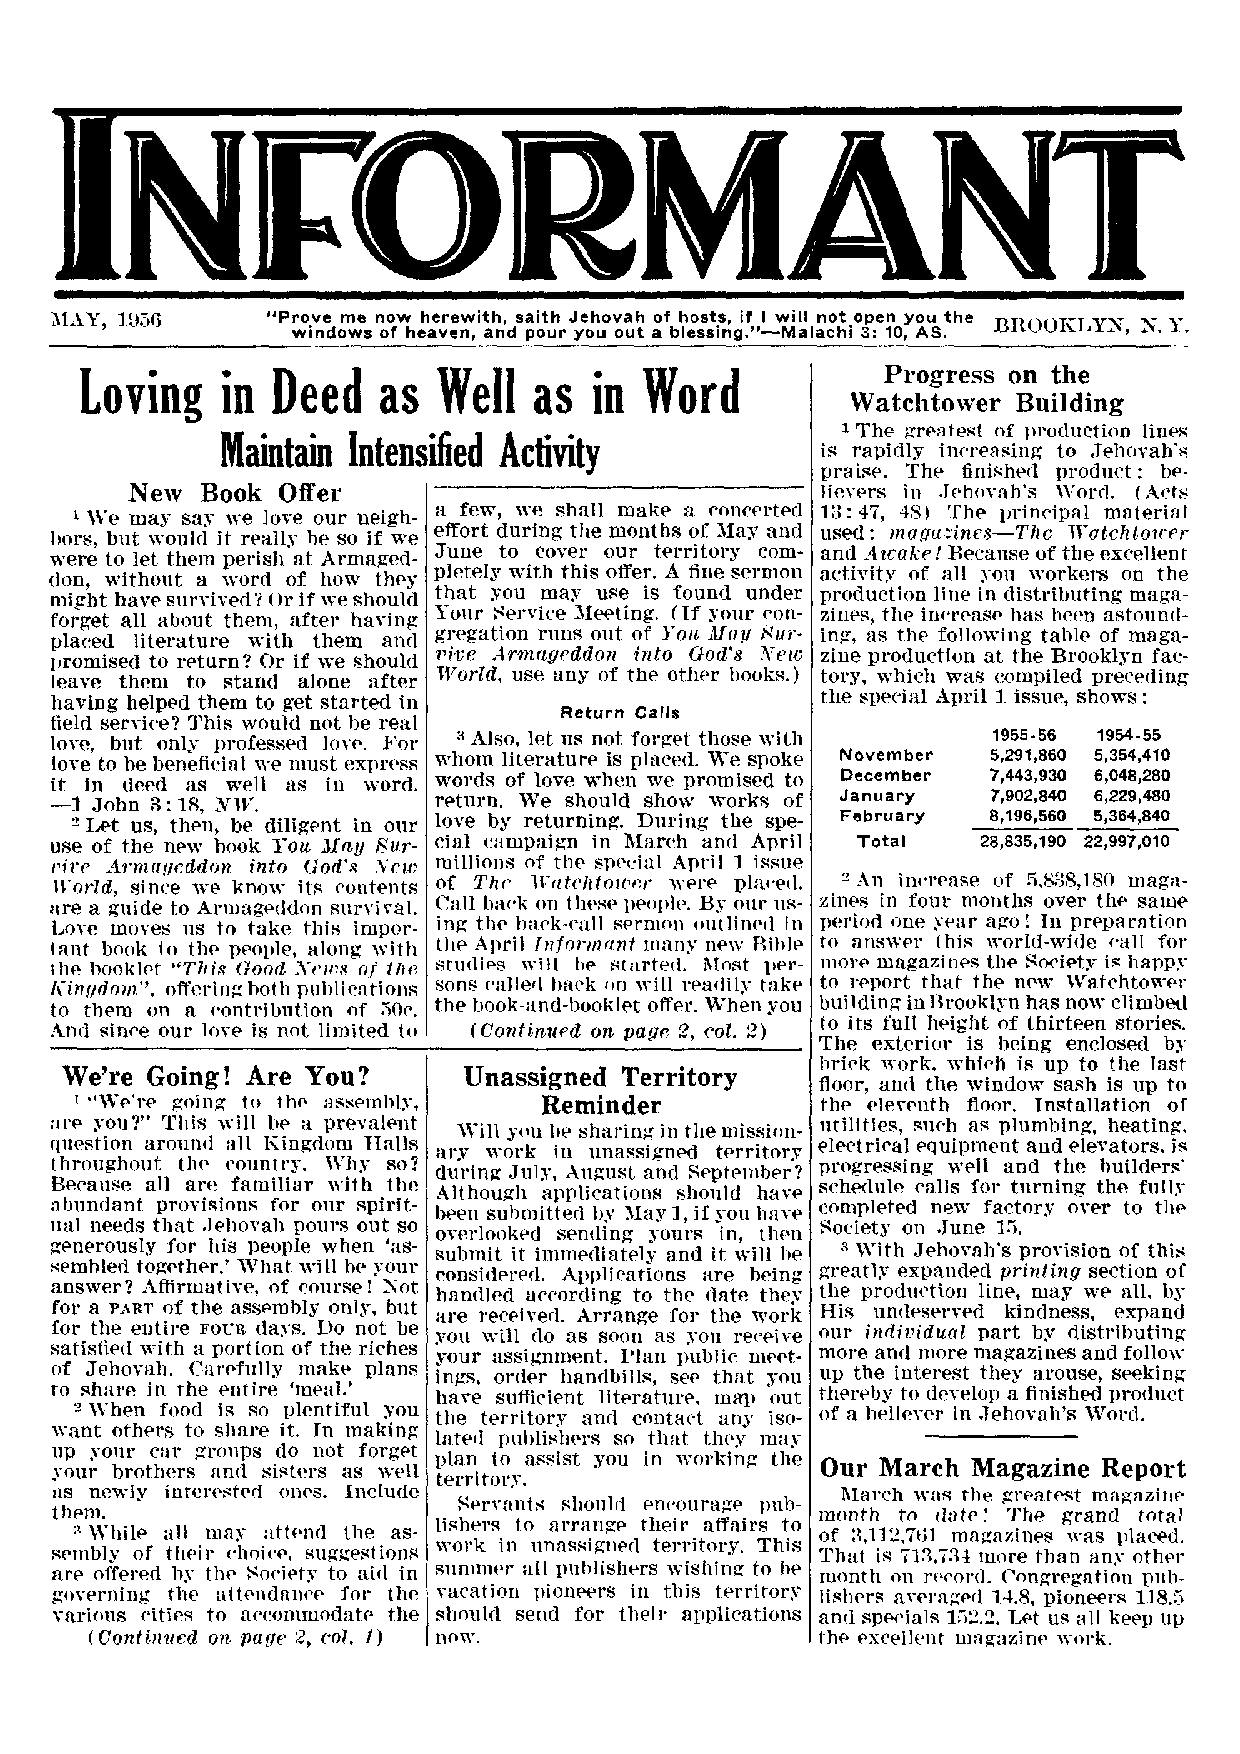 INFORMANT
MAY, 1956
"Prove me now herewith, saith Jehovah of hosts, if I will not open you the
windows of heaven, and pour you out a blessing."—Malachi 3: 10, AS.
BROOKLYN, N. Y.
Loving in Deed as Well as in Word
Maintain Intensified Activity
New Book Offer
1 We may say we love our neigh-
bors, but would it really be so if we
were to let them perish at Armaged-
don, without a word of how they
might have survived? Or if we should
forget all about them, after having
placed literature with them and
promised to return? Or if we should
leave them to stand alone after
having helped them to get started in
field service? This would not be real
love, but only professed love. For
love to be beneficial we must express
it in deed as well as in word.
—1 John 3: 18, NW.
2 Let us, then, be diligent in our
use of the new book You May Sur-
vive Armageddon into God's New
World, since we know its contents
are a guide to Armageddon survival.
Love moves us to take this impor-
tant book to the people, along with
the booklet "This Good News of the
Kingdom", offering both publications
to them on a contribution of 50c.
And since our love is not limited to
a few, we shall make a concerted
effort during the months of May and
June to cover our territory com-
pletely with this offer. A fine sermon
that you may use is found under
Your Service Meeting. (If your con-
gregation runs out of You May Sur-
vive Armageddon into God's New
World, use any of the other books.)
Return Calls
3 Also, let us not forget those with
whom literature is placed. We spoke
words of love when we promised to
return. We should show works of
love by returning. During the spe-
cial campaign in March and April
millions of the special April 1 issue
of The Watchtower were placed.
Call back on these people. By our us-
ing the back-call sermon outlined in
the April Informant many new Bible
studies will be started. Most per-
sons called back on will readily take
the book-and-booklet offer. When you
(Continued on page 2, col. 2)
We're Going! Are You?
1 "We're going to the assembly,
are you?" This will be a prevalent
question around all Kingdom Halls
throughout the country. Why so?
Because all are familiar with the
abundant provisions for our spirit-
ual needs that Jehovah pours out so
generously for his people when 'as-
sembled together.' What will be your
answer? Affirmative, of course! Not
for a PART of the assembly only, but
for the entire FOUR days. Do not be
satisfied with a portion of the riches
of Jehovah. Carefully make plans
to share in the entire 'meal.'
2 When food is so plentiful you
want others to share it. In making
up your car groups do not forget
your brothers and sisters as well
as newly interested ones. Include
them.
3 While all may attend the as-
sembly of their choice, suggestions
are offered by the Society to aid in
governing the attendance for the
various cities to accommodate the
(Continued on page 2, col. 1)
Unassigned Territory
Reminder
Will you be sharing in the mission-
ary work in unassigned territory
during July, August and September?
Although applications should have
been submitted by May 1, if you have
overlooked sending yours in, then
submit it immediately and it will be
considered. Applications are being
handled according to the date they
are received. Arrange for the work
you will do as soon as you receive
your assignment. Plan public meet-
ings, order handbills, see that you
have sufficient literature, map out
the territory and contact any iso-
lated publishers so that they may
plan to assist you in working the
territory.
Servants should encourage pub-
lishers to arrange their affairs to
work in unassigned territory. This
summer all publishers wishing to be
vacation pioneers in this territory
should send for their applications
now.
Progress on the
Watchtower Building
1 The greatest of production lines
is rapidly increasing to Jehovah's
praise. The finished product: be-
lievers in Jehovah's Word. (Acts
13: 47, 48) The principal material
used: magazines—The Watchtower
and Awake! Because of the excellent
activity of all you workers on the
production line in distributing maga-
zines, the increase has been astound-
ing, as the following table of maga-
zine production at the Brooklyn fac-
tory, which was compiled preceding
the special April 1 issue, shows:
1955-56 1954-55
November 5,291,860 5,354,410
December 7,443,930 6,048,280
January 7,902,840 6,229,480
February 8,196,560 5,364,840
Total 28,835,190 22,997,010
2 An increase of 5,838,180 maga-
zines in four months over the same
period one year ago! In preparation
to answer this world-wide call for
more magazines the Society is happy
to report that the new Watchtower
building in Brooklyn has now climbed
to its full height of thirteen stories.
The exterior is being enclosed by
brick work, which is up to the last
floor, and the window sash is up to
the eleventh floor. Installation of
utilities, such as plumbing, heating,
electrical equipment and elevators, is
progressing well and the builders'
schedule calls for turning the fully
completed new factory over to the
Society on June 15.
3 With Jehovah's provision of this
greatly expanded printing section of
the production line, may we all, by
His undeserved kindness, expand
our individual part by distributing
more and more magazines and follow
up the interest they arouse, seeking
thereby to develop a finished product
of a believer in Jehovah's Word.
Our March Magazine Report
March was the greatest magazine
month to date! The grand total
of 3,112,761 magazines was placed.
That is 713,734 more than any other
month on record. Congregation pub-
lishers averaged 14.8, pioneers 118.5
and specials 152.2. Let us all keep up
the excellent magazine work.